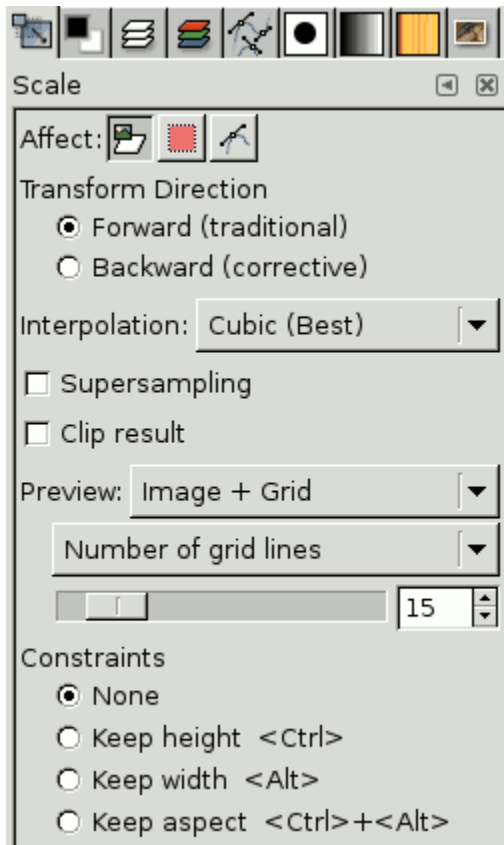 Scale
Affect:
Transform Direction
Forward (traditional)
Backward (corrective)
Interpolation: Cubic (Best)
Supersampling
Clip result
Preview: Image + Grid
Number of grid lines
15
Constraints
None
Keep height <Ctrl>
Keep width <Alt>
Keep aspect <Ctrl>+<Alt>